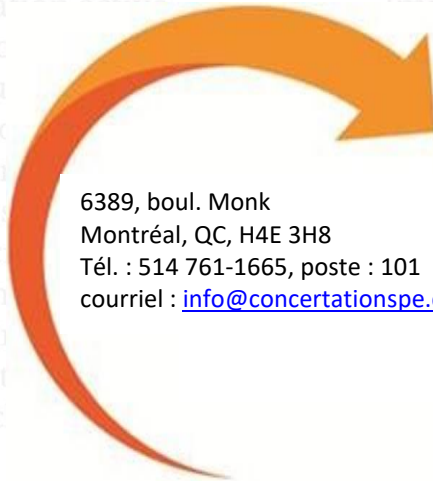 6389, boul. Monk
Montréal, QC, H4E 3H8
Tél. : 514 761-1665, poste : 101
courriel : info@concertationspe.